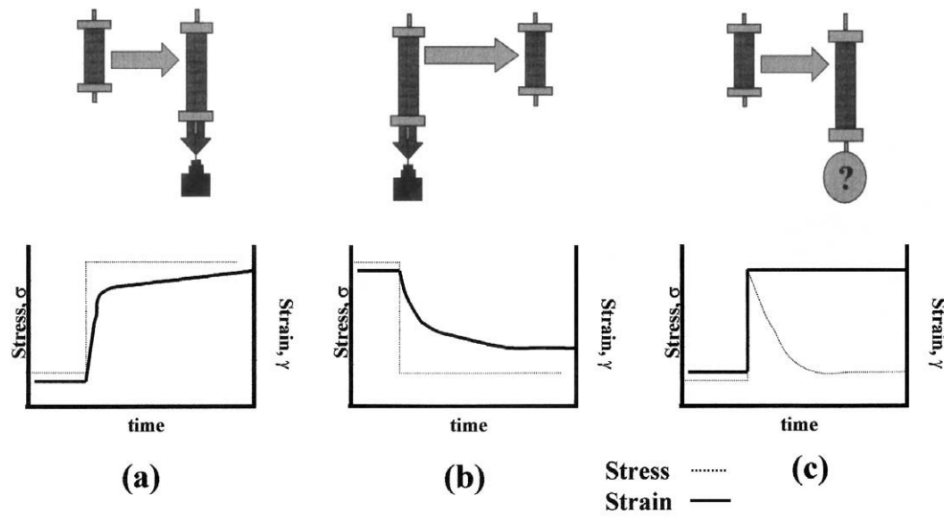 ?
Stress, σ
Strain, γ
time
Stress, σ
Strain, γ
time
Stress, σ
Strain, γ
time
(a)
(b)
(c)
Stress
Strain